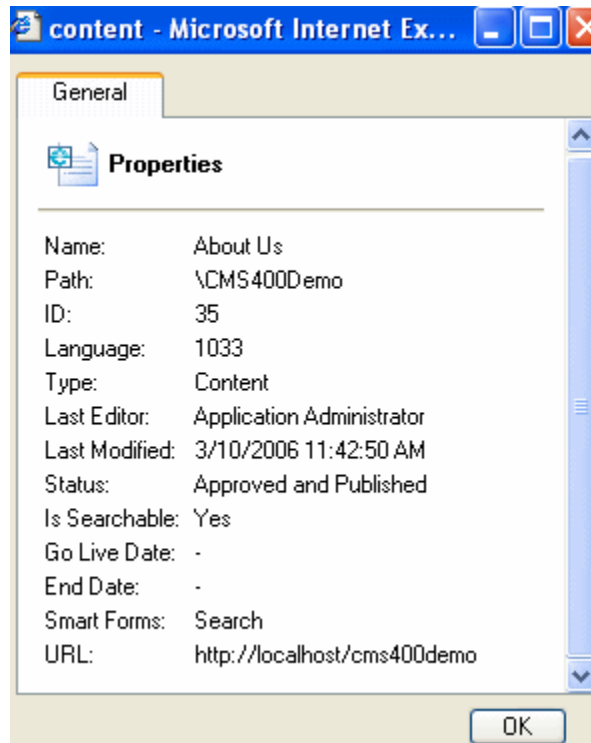 content - Microsoft Internet Ex...
General
Properties
Name: About Us
Path: \CMS400Demo
ID: 35
Language: 1033
Type: Content
Last Editor: Application Administrator
Last Modified: 3/10/2006 11:42:50 AM
Status: Approved and Published
Is Searchable: Yes
Go Live Date: -
End Date: -
Smart Forms: Search
URL: http://localhost/cms400demo
OK